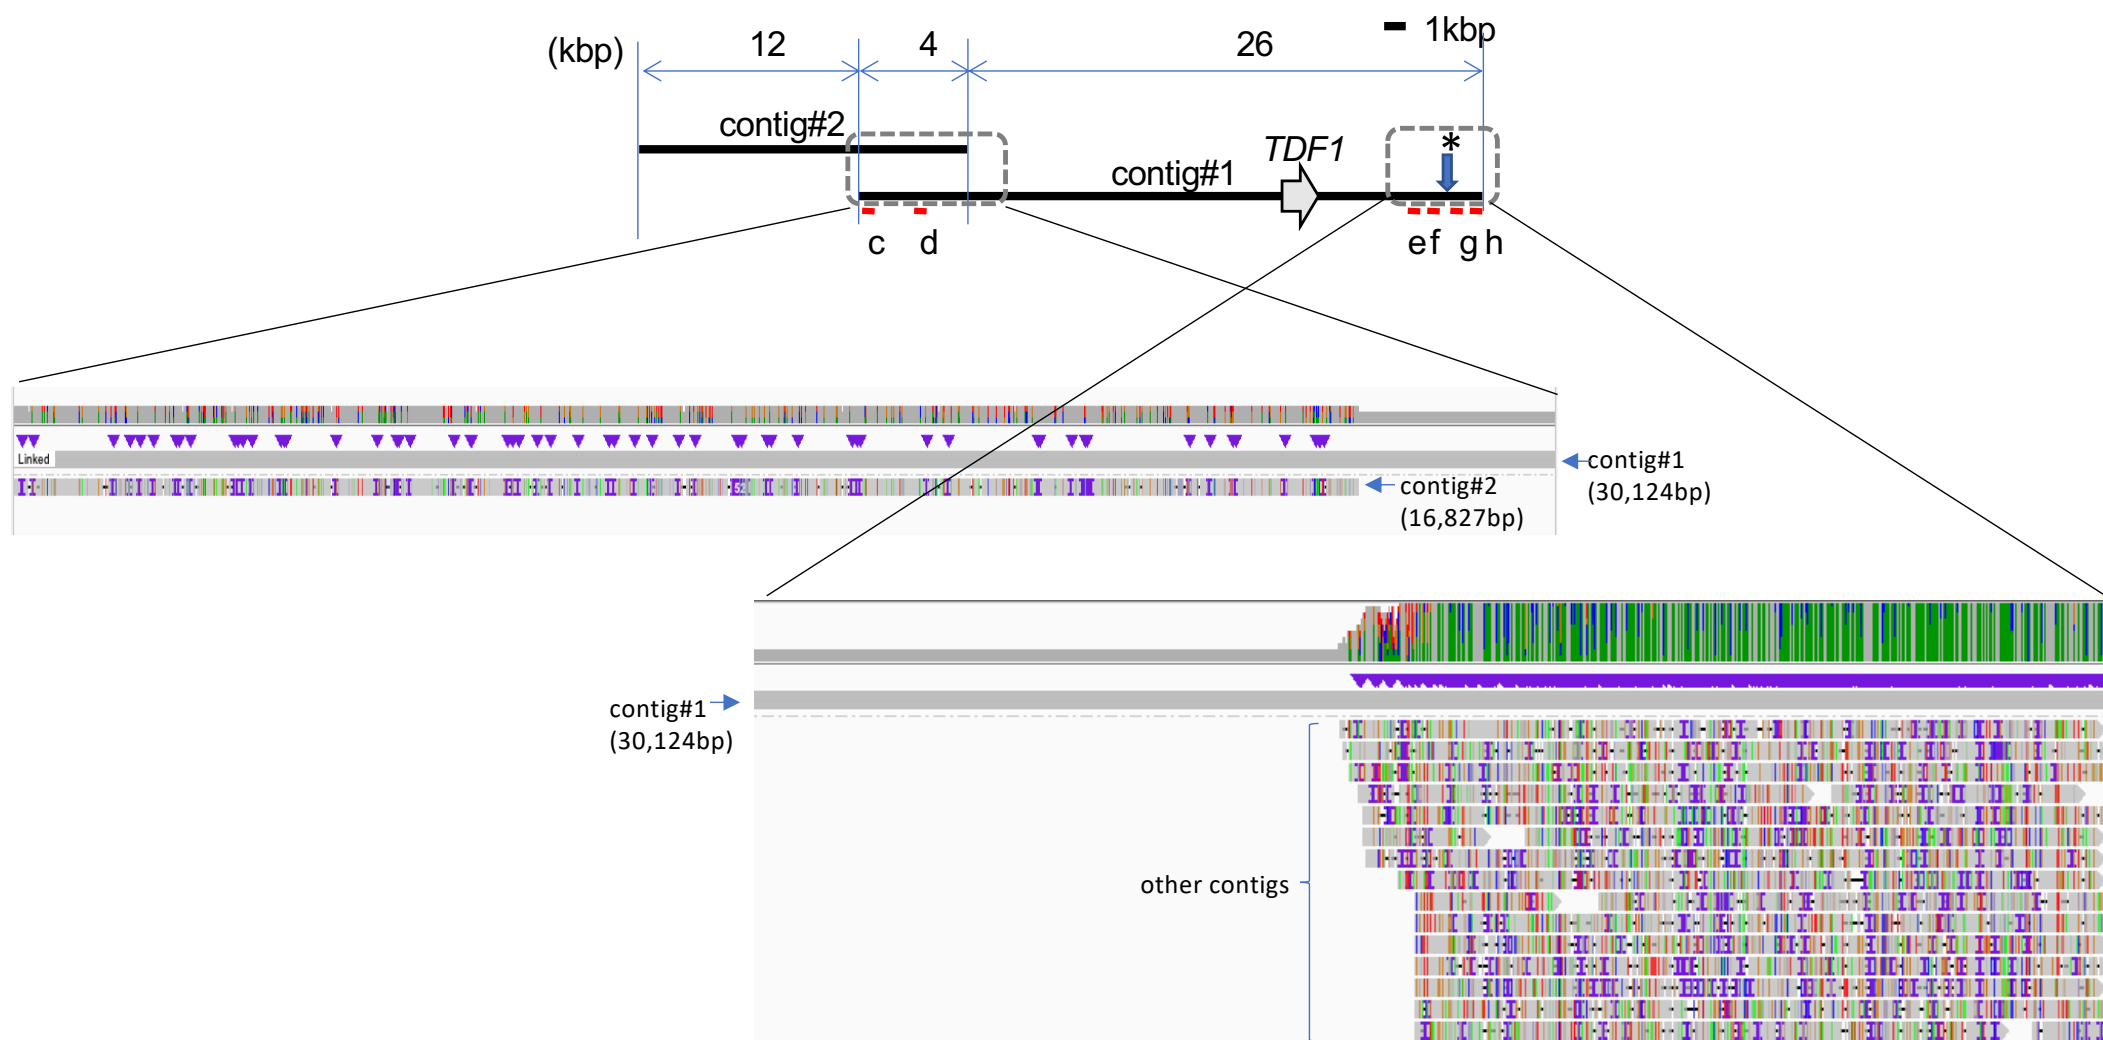 (kbp)
12
4
26
1kbp
contig#2
contig#1
TDF1
*
c
d
e f
g h
Linked
contig#1
(30,124bp)
contig#2
(16,827bp)
contig#1
(30,124bp)
other contigs